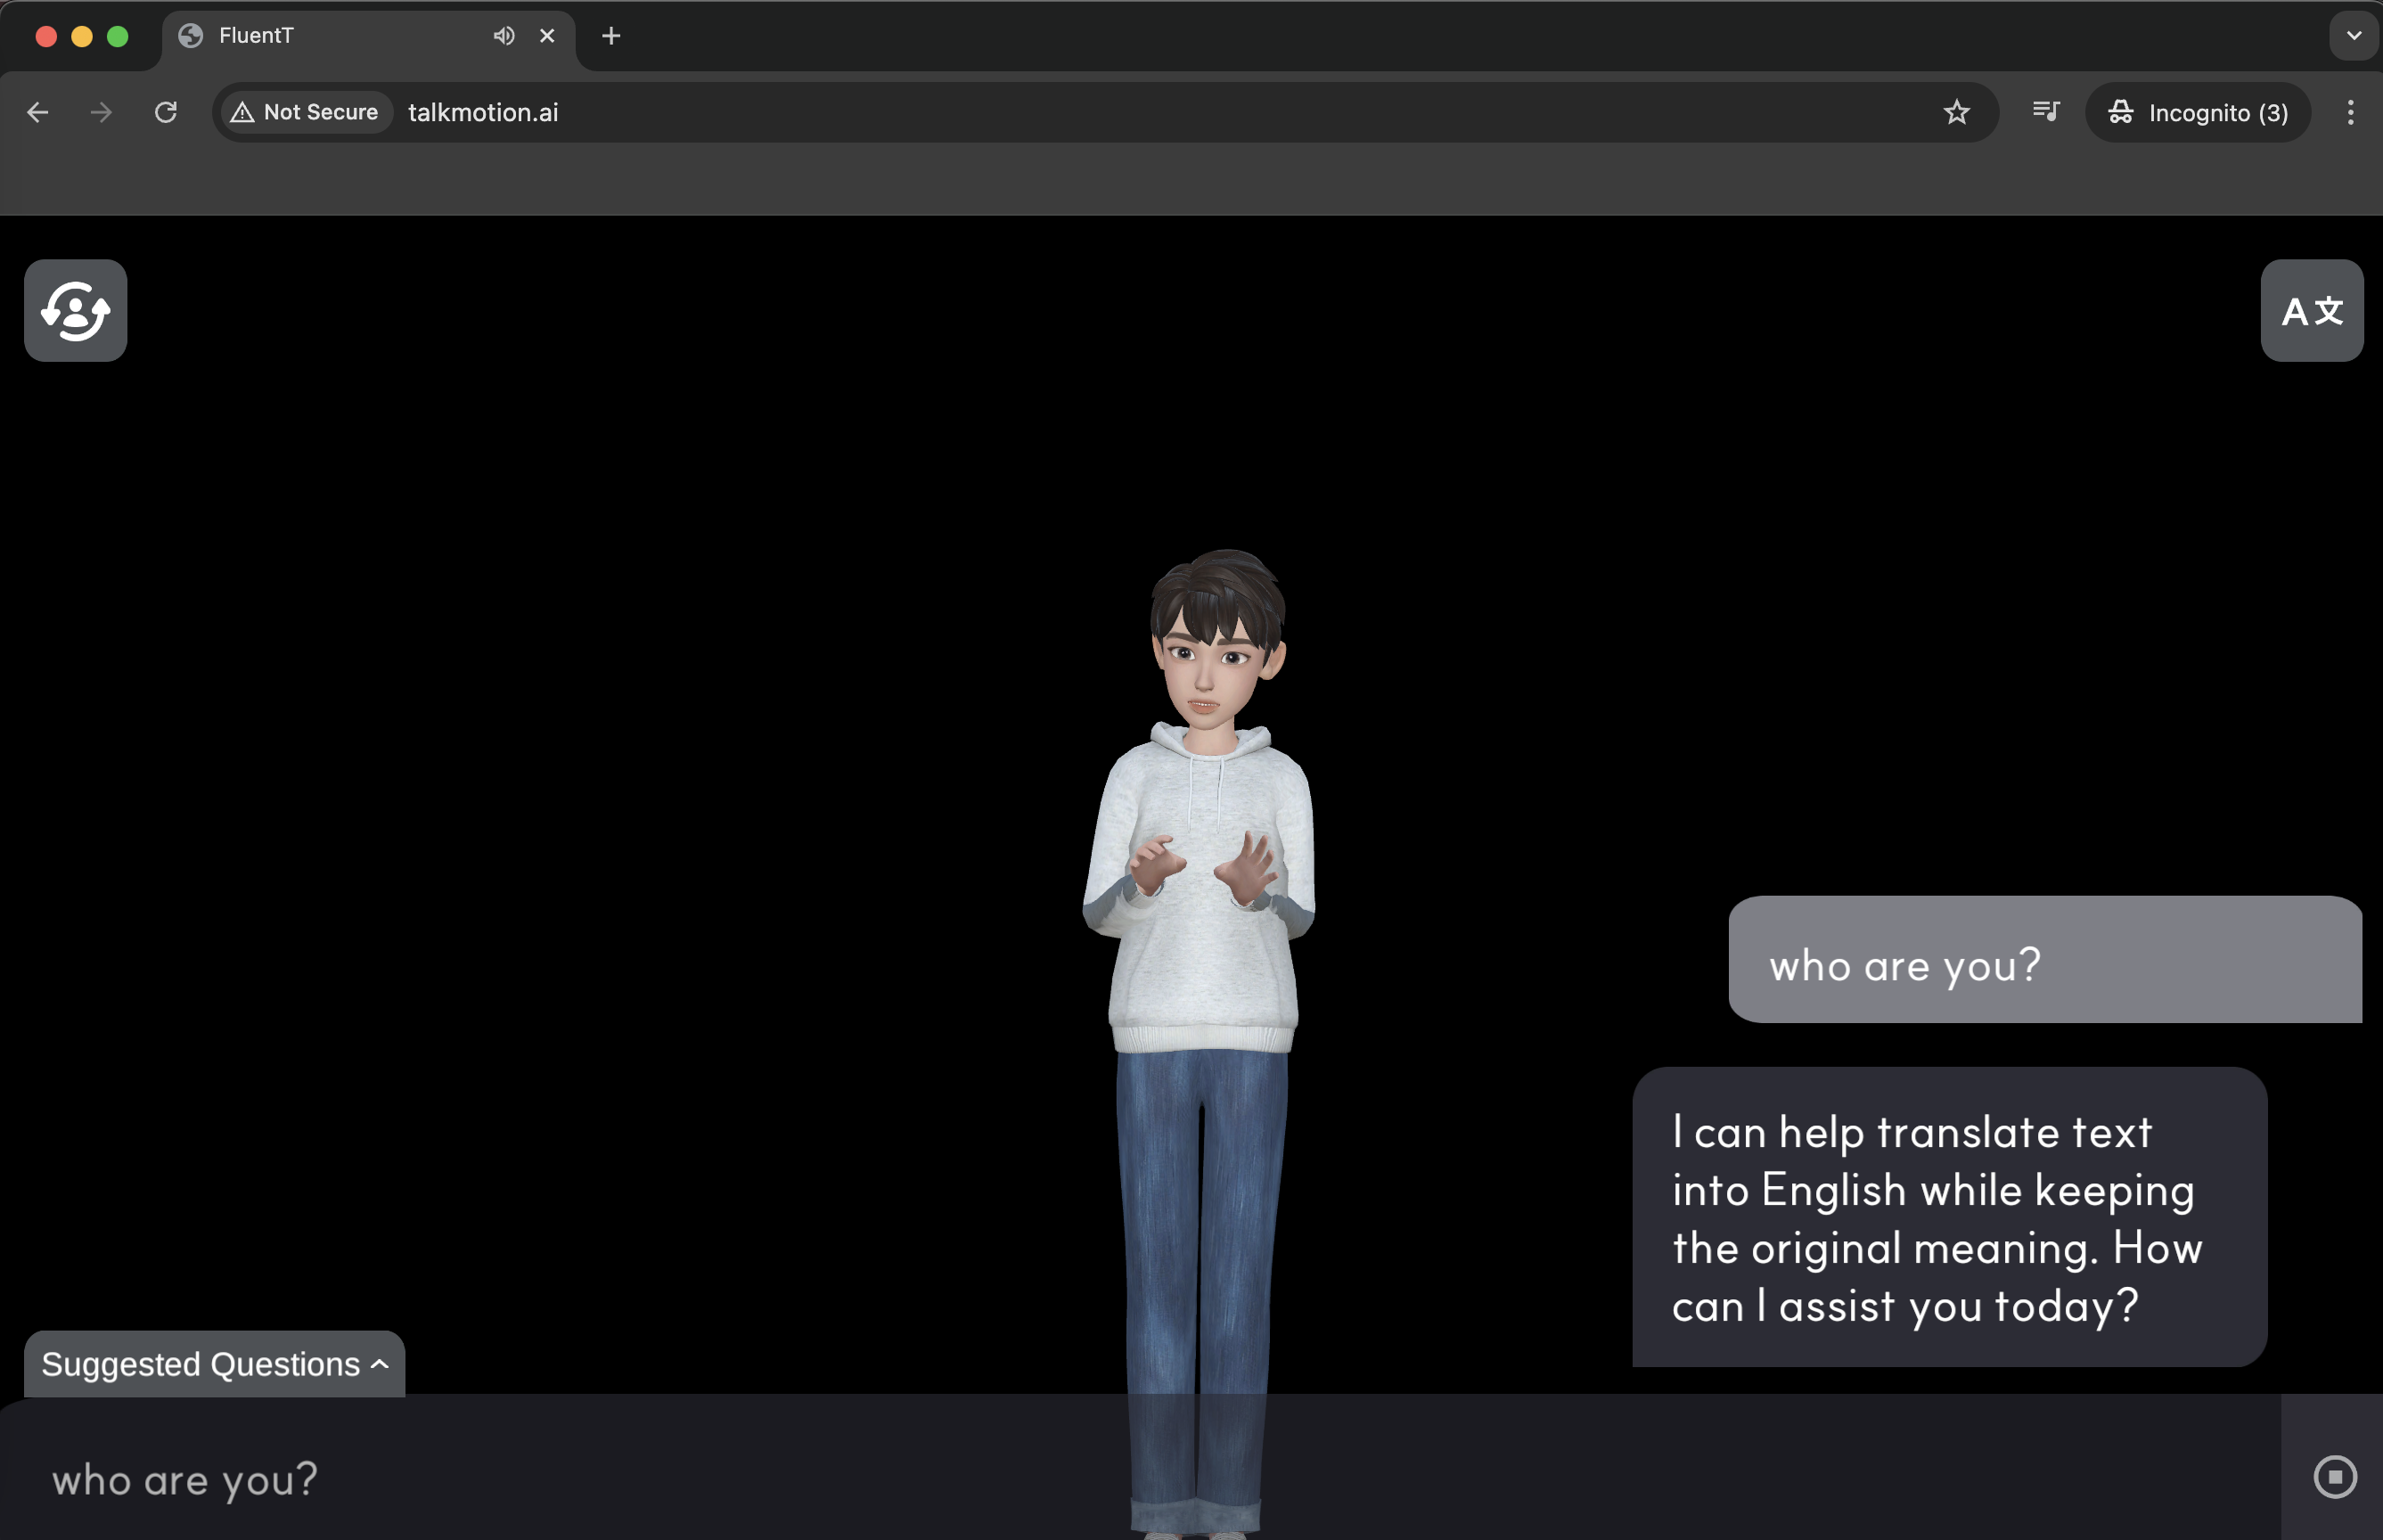 FluentT
Not Secure talkmotion.ai
Incognito (3)
A文
who are you?
I can help translate text
into English while keeping
the original meaning. How
can I assist you today?
Suggested Questions
who are you?